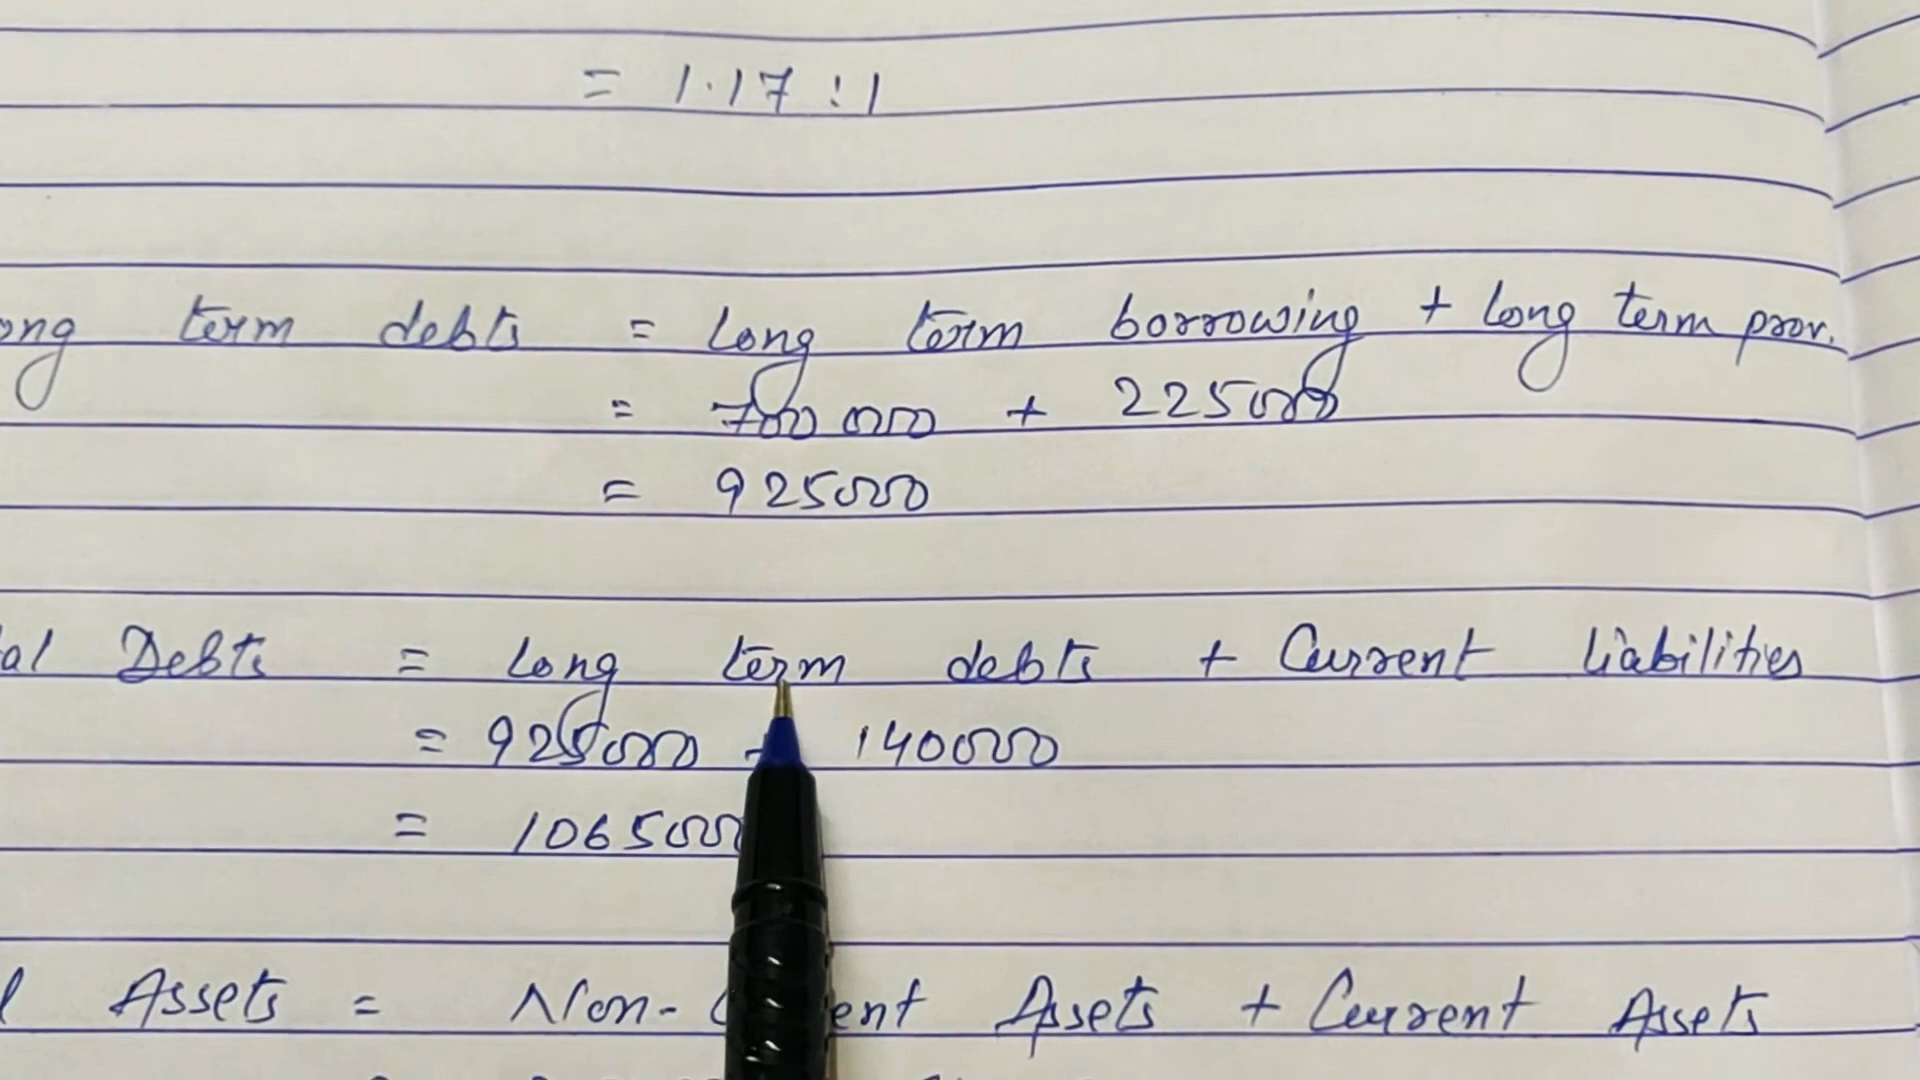 = 1.17 : 1
ong term debts = Long term borrowing + Long term prov.
= 700000 + 225000
= 925000
al Debts = Long term debts + Current liabilities
= 925000 + 140000
= 1065000
l Assets = Non- ent Assets + Current Assets